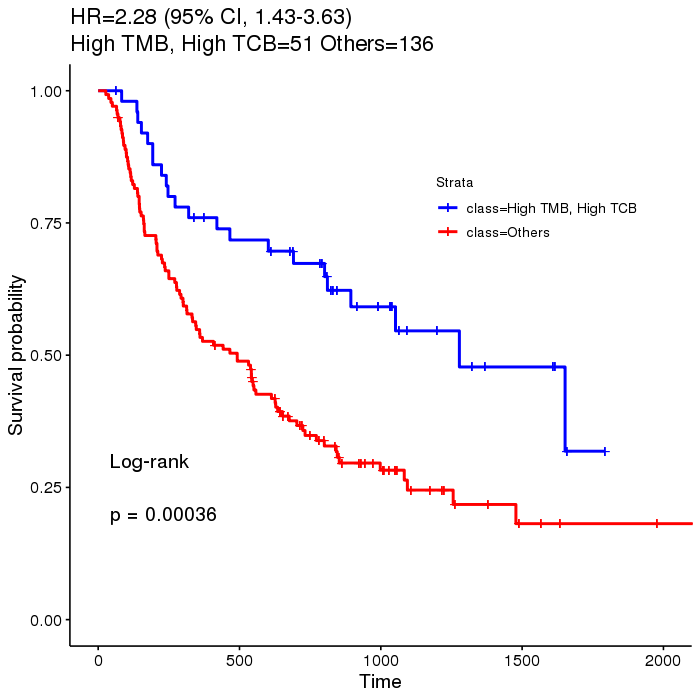 HR=2.28 (95% CI, 1.43-3.63)
High TMB, High TCB=51 Others=136
1.00
0.75
0.50
0.25
0.00
Survival probability
Strata
class=High TMB, High TCB
class=Others
Log-rank
p = 0.00036
0 500 1000 1500 2000
Time